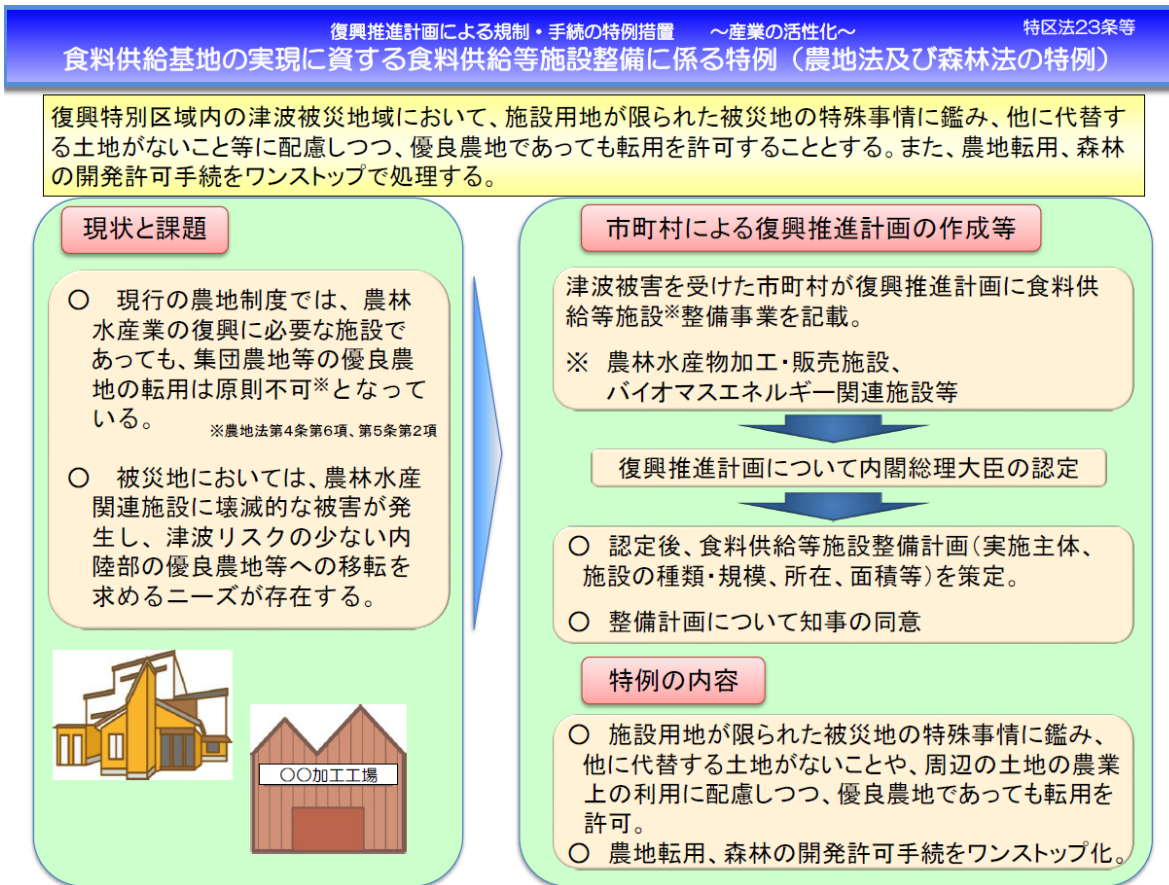 復興推進計画による規制・手続の特例措置　～産業の活性化～
特区法23条等
食料供給基地の実現に資する食料供給等施設整備に係る特例（農地法及び森林法の特例）
復興特別区域内の津波被災地域において、施設用地が限られた被災地の特殊事情に鑑み、他に代替す
る土地がないこと等に配慮しつつ、優良農地であっても転用を許可することとする。また、農地転用、森林
の開発許可手続をワンストップで処理する。
現状と課題
○　現行の農地制度では、農林
水産業の復興に必要な施設で
あっても、集団農地等の優良農
地の転用は原則不可※となって
いる。
※農地法第4条第6項、第5条第2項
○　被災地においては、農林水産
関連施設に壊滅的な被害が発
生し、津波リスクの少ない内
陸部の優良農地等への移転を
求めるニーズが存在する。
○○加工工場
市町村による復興推進計画の作成等
津波被害を受けた市町村が復興推進計画に食料供
給等施設※整備事業を記載。
※　農林水産物加工・販売施設、
バイオマスエネルギー関連施設等
復興推進計画について内閣総理大臣の認定
○　認定後、食料供給等施設整備計画（実施主体、
施設の種類・規模、所在、面積等）を策定。
○　整備計画について知事の同意
特例の内容
○　施設用地が限られた被災地の特殊事情に鑑み、
他に代替する土地がないことや、周辺の土地の農業
上の利用に配慮しつつ、優良農地であっても転用を
許可。
○　農地転用、森林の開発許可手続をワンストップ化。